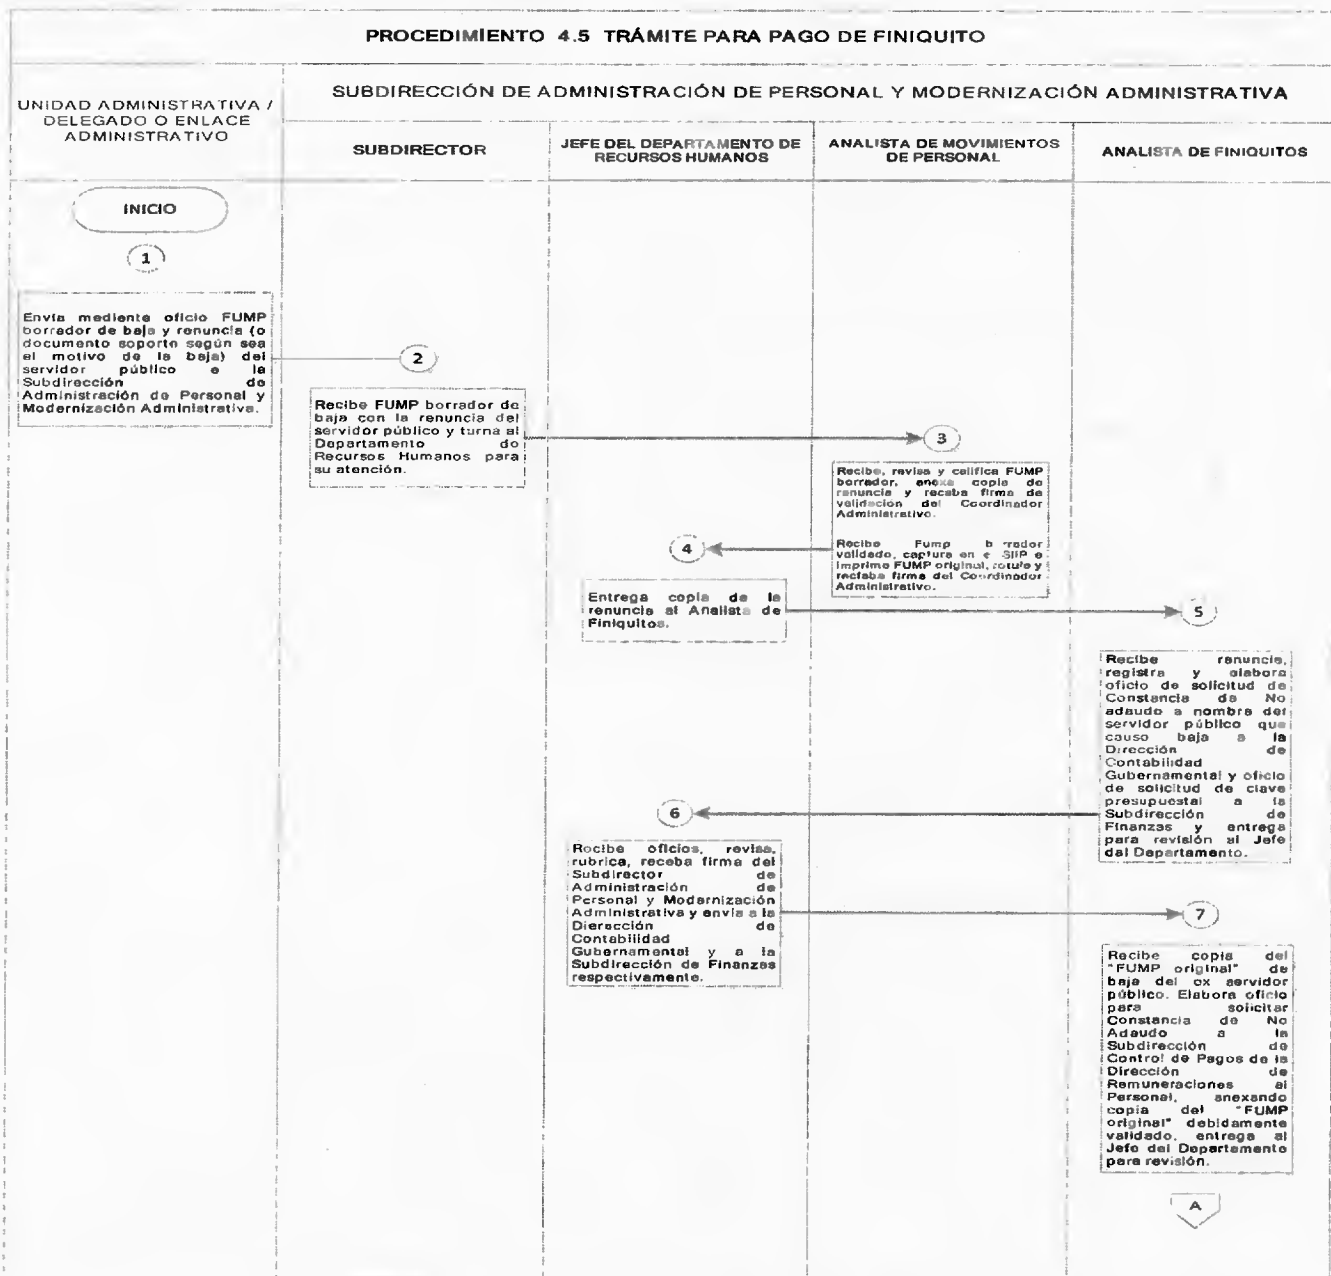 PROCEDIMIENTO 4.5 TRÁMITE PARA PAGO DE FINIQUITO
UNIDAD ADMINISTRATIVA /
DELEGADO O ENLACE
ADMINISTRATIVO
SUBDIRECCIÓN DE ADMINISTRACIÓN DE PERSONAL Y MODERNIZACIÓN ADMINISTRATIVA
SUBDIRECTOR
JEFE DEL DEPARTAMENTO DE
RECURSOS HUMANOS
ANALISTA DE MOVIMIENTOS
DE PERSONAL
ANALISTA DE FINIQUITOS
INICIO
1
Envía mediante oficio FUMP
borrador de baja y renuncia (o
documento soporte según sea
el motivo de la baja) del
servidor público a la
Subdirección de
Administración de Personal y
Modernización Administrativa.
2
Recibe FUMP borrador de
baja con la renuncia del
servidor público y turna al
Departamento de
Recursos Humanos para
su atención.
3
Recibe, revisa y califica FUMP
borrador, anexa copia de
renuncia y recaba firma de
validación del Coordinador
Administrativo.
Recibe Fump borrador
validado, captura en e SIIP e
imprime FUMP original, rotula y
recaba firma del Coordinador
Administrativo.
4
Entrega copia de la
renuncia al Analista de
Finiquitos.
5
Recibe renuncia,
registra y elabora
oficio de solicitud de
Constancia de No
adeudo a nombre del
servidor público que
causo baja a la
Dirección de
Contabilidad
Gubernamental y oficio
de solicitud de clave
presupuestal a la
Subdirección de
Finanzas y entrega
para revisión al Jefe
del Departamento.
6
Recibe oficios, revisa,
rubrica, recaba firma del
Subdirector de
Administración de
Personal y Modernización
Administrativa y envía a la
Dierección de
Contabilidad
Gubernamental y a la
Subdirección de Finanzas
respectivamente.
7
Recibe copia del
"FUMP original" de
baja del ex servidor
público. Elabora oficio
para solicitar
Constancia de No
Adeudo a la
Subdirección de
Control de Pagos de la
Dirección de
Remuneraciones al
Personal, anexando
copia del "FUMP
original" debidamente
validado, entrega al
Jefe del Departamento
para revisión.
A